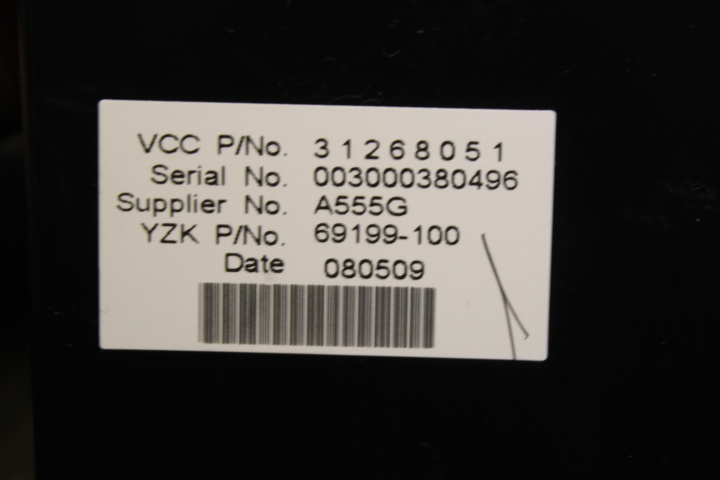 VCC P/No. 31268051
Serial No. 003000380496
Supplier No. A555G
YZK P/No. 69199-100
Date 080509